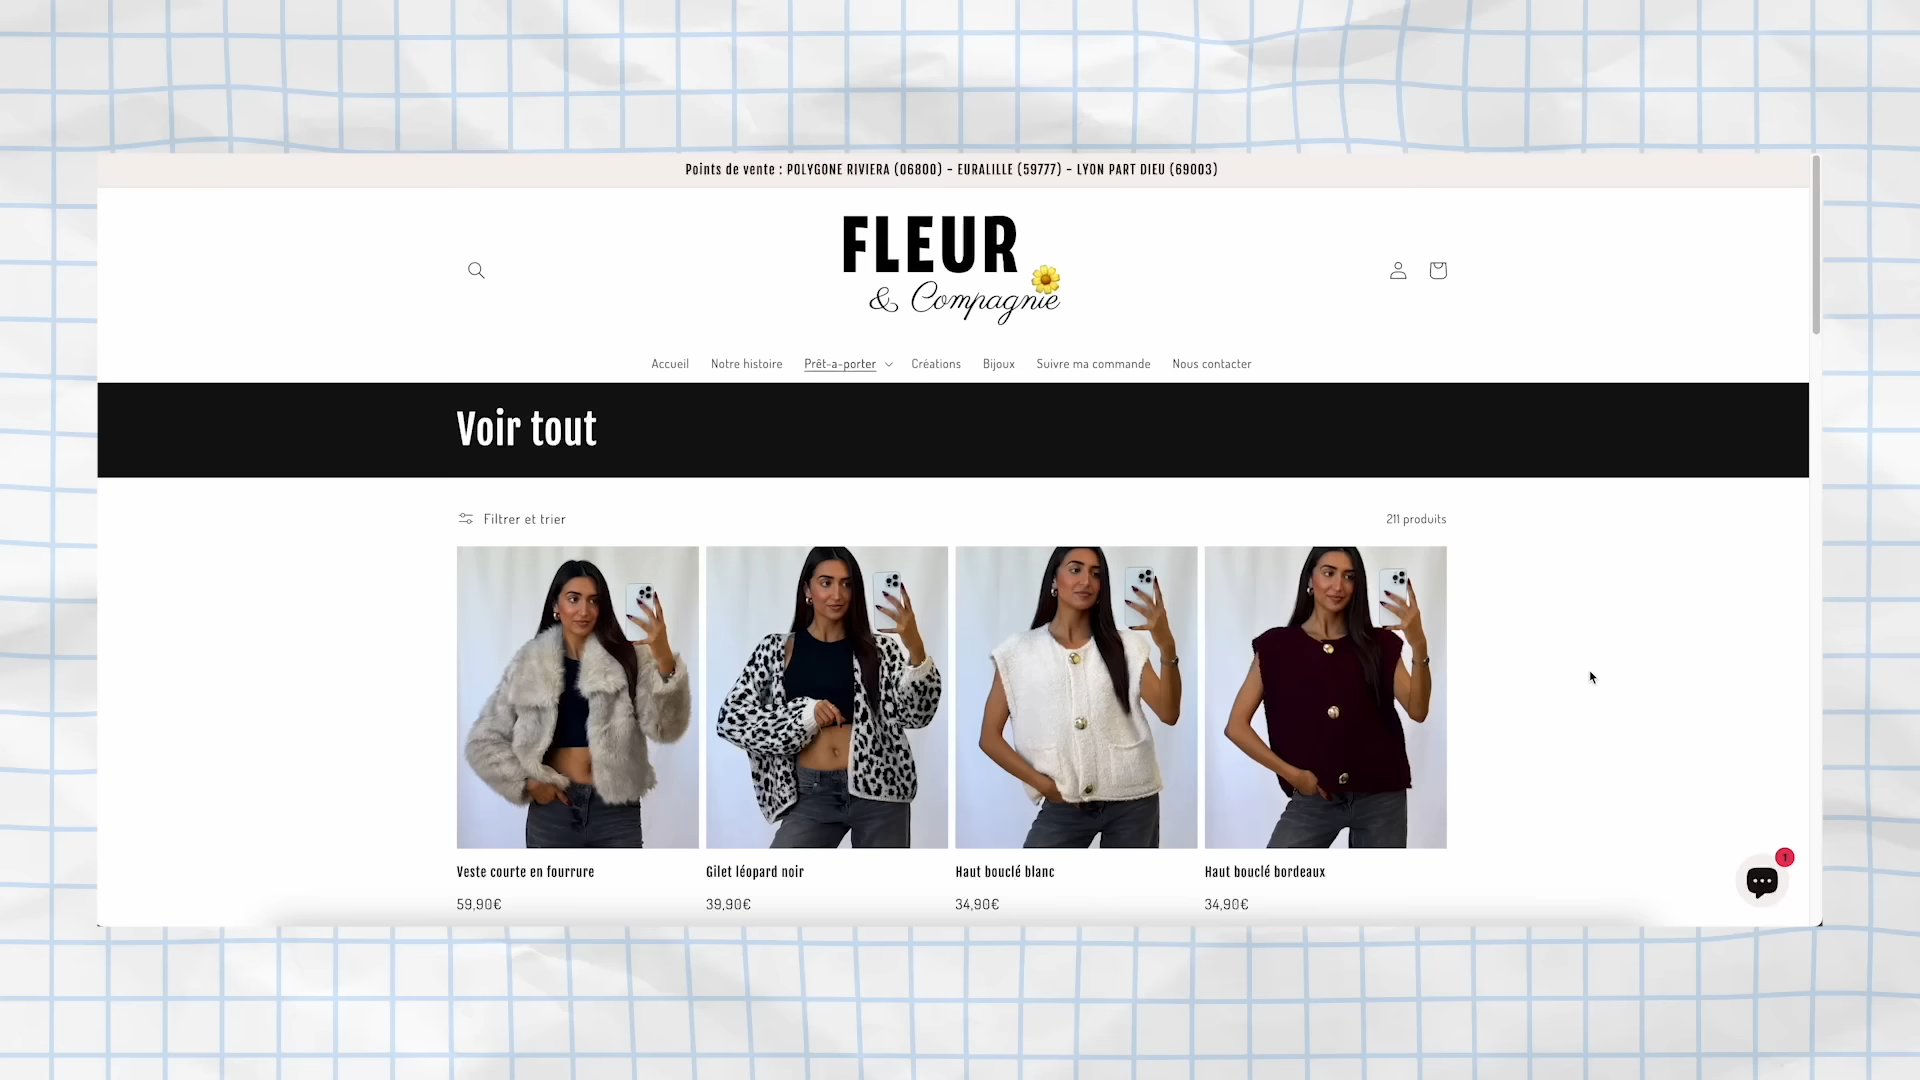 Points de vente : POLYGONE RIVIERA (06800) - EURALILLE (59777) - LYON PART DIEU (69003)
FLEUR
& Compagnie
Accueil Notre histoire Prêt-a-porter Créations Bijoux Suivre ma commande Nous contacter
Voir tout
Filtrer et trier 211 produits
Veste courte en fourrure Gilet léopard noir Haut bouclé blanc Haut bouclé bordeaux
59,90€ 39,90€ 34,90€ 34,90€
1